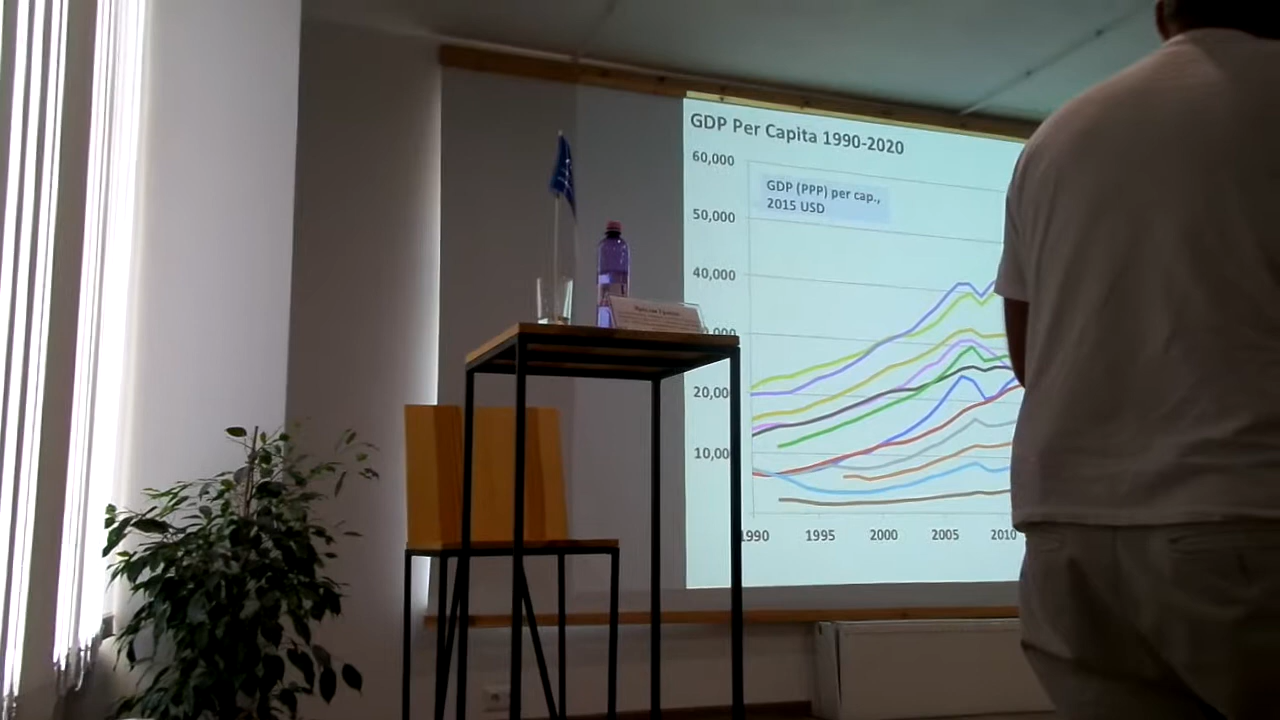 GDP Per Capita 1990-2020
60,000
GDP (PPP) per cap.,
2015 USD
50,000
40,000
20,00
10,00
1990 1995 2000 2005 2010